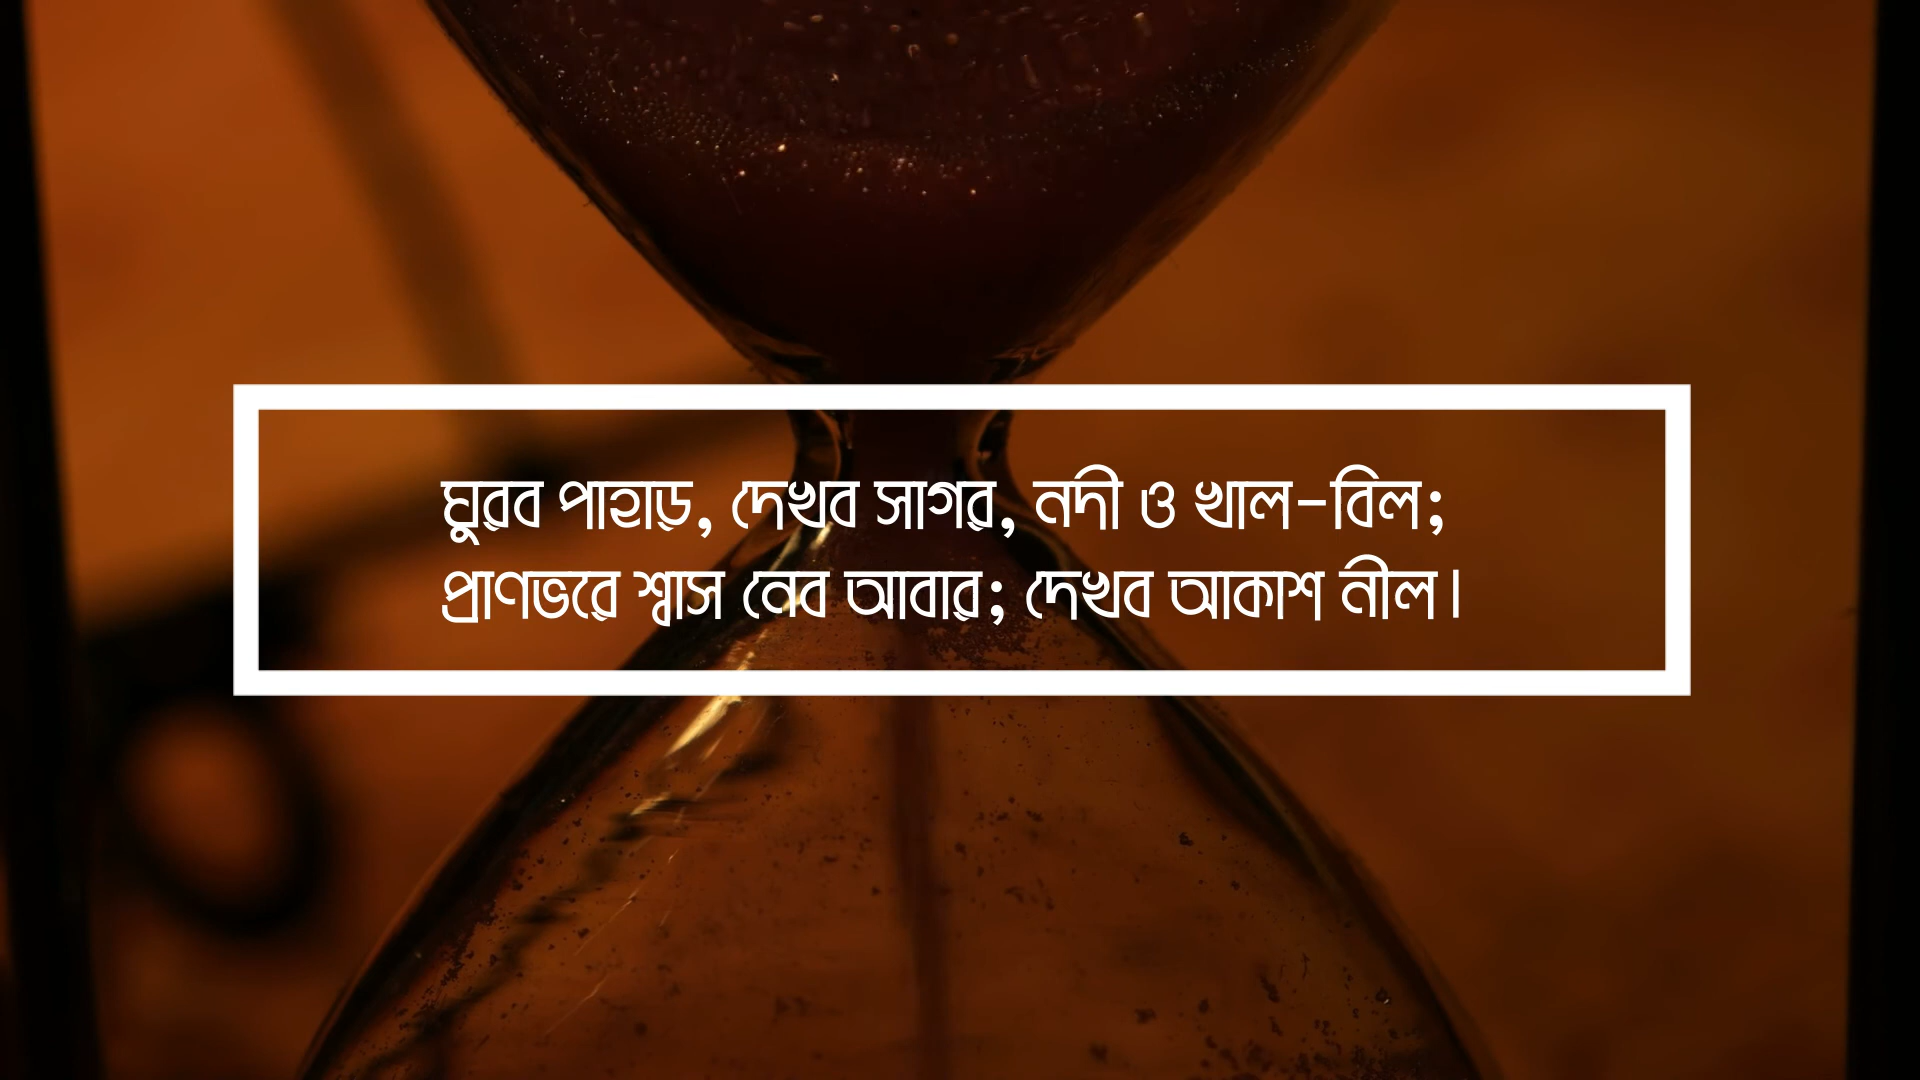 ঘুরব পাহাড়, দেখব সাগর, নদী ও খাল-বিল;
প্রাণভরে শ্বাস নেব আবার; দেখব আকাশ নীল।